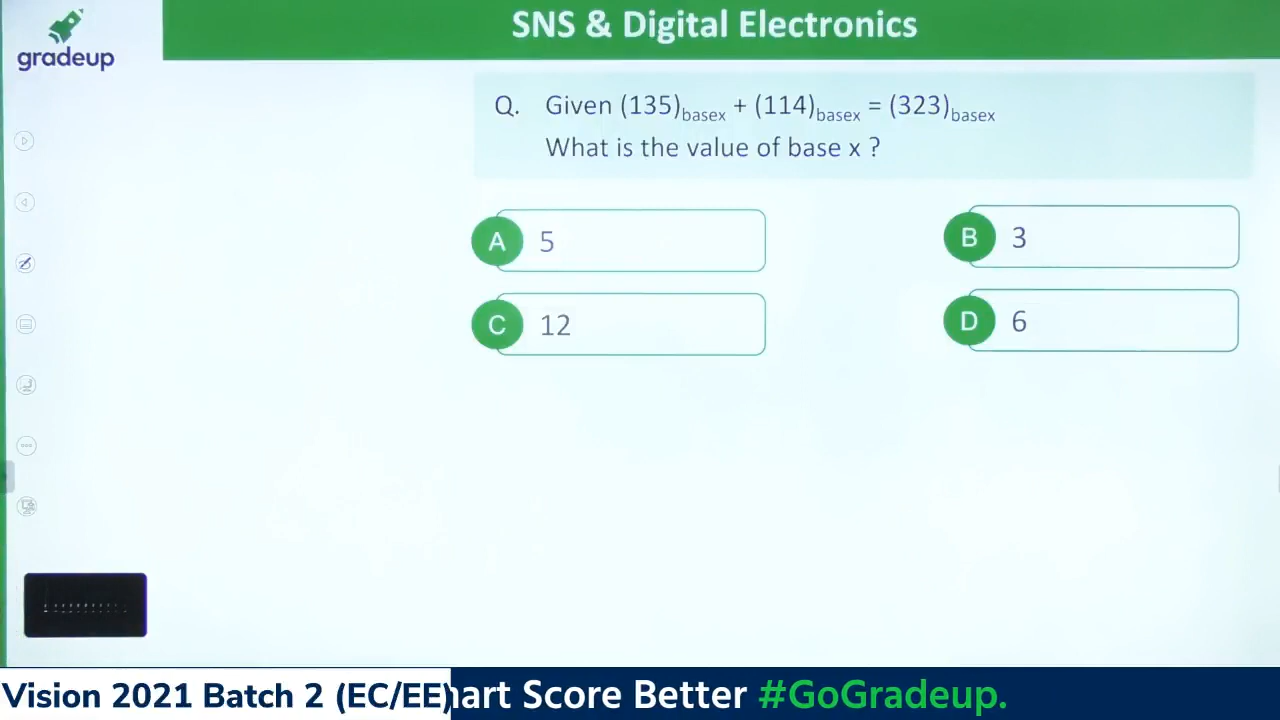 gradeup
SNS & Digital Electronics
Q. Given (135)basex + (114)basex = (323)basex
What is the value of base x ?
A 5
B 3
C 12
D 6
Vision 2021 Batch 2 (EC/EE) Score Better #GoGradeup.